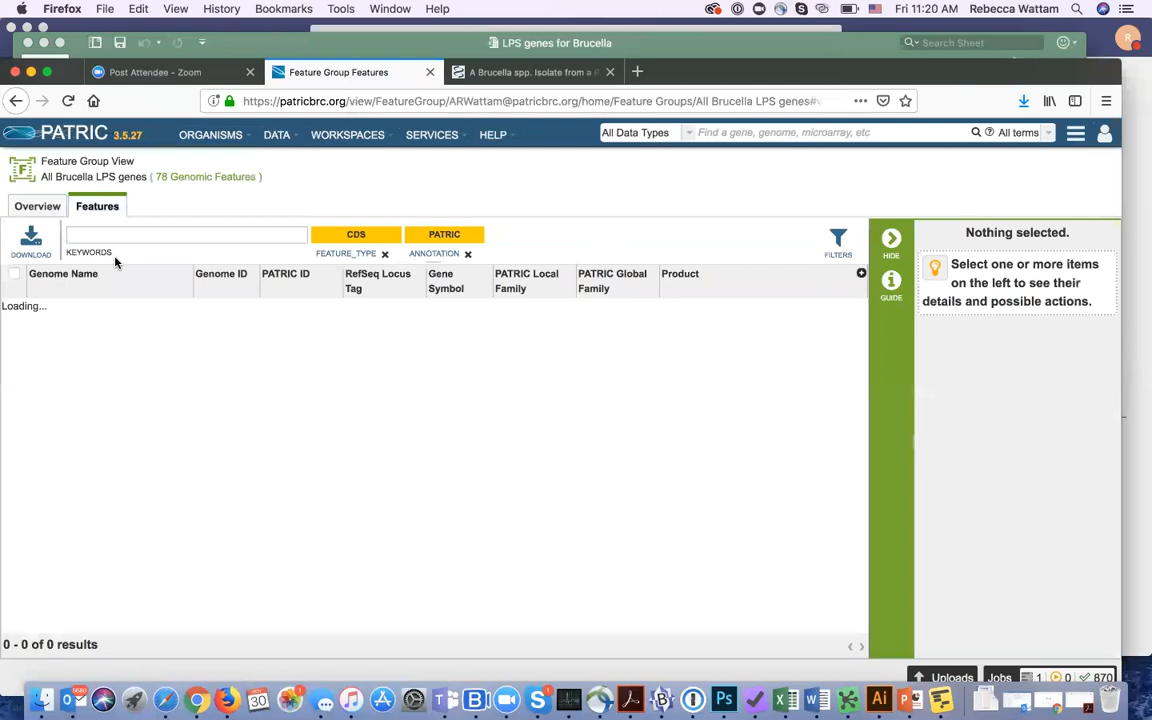 Firefox File Edit View History Bookmarks Tools Window Help Fri 11:20 AM Rebecca Wattam
LPS genes for Brucella
Search Sheet
R
Post Attendee - Zoom
Feature Group Features
A Brucella spp. Isolate from a
https://patricbrc.org/view/FeatureGroup/ARWattam@patricbrc.org/home/Feature Groups/All Brucella LPS genes#
PATRIC 3.5.27 ORGANISMS DATA WORKSPACES SERVICES HELP All Data Types Find a gene, genome, microarray, etc All terms
Feature Group View
All Brucella LPS genes ( 78 Genomic Features )
Overview Features
DOWNLOAD
KEYWORDS
CDS
FEATURE_TYPE
PATRIC
ANNOTATION
FILTERS
HIDE
GUIDE
Nothing selected.
Select one or more items
on the left to see their
details and possible actions.
Genome Name Genome ID PATRIC ID RefSeq Locus Gene PATRIC Local PATRIC Global Product
Tag Symbol Family Family
Loading...
0 - 0 of 0 results
Uploads Jobs 1 0 870